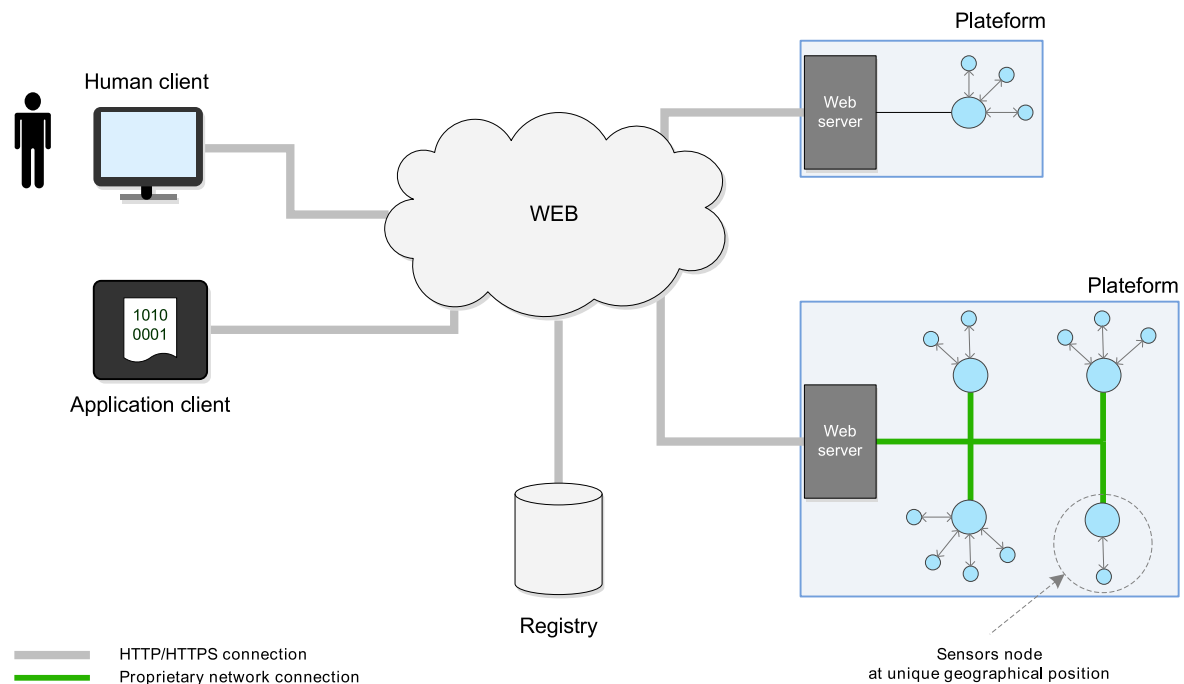 Plateform
Human client
Web
server
WEB
Plateform
1010
0001
Application client
Web
server
Registry
HTTP/HTTPS connection
Proprietary network connection
Sensors node
at unique geographical position